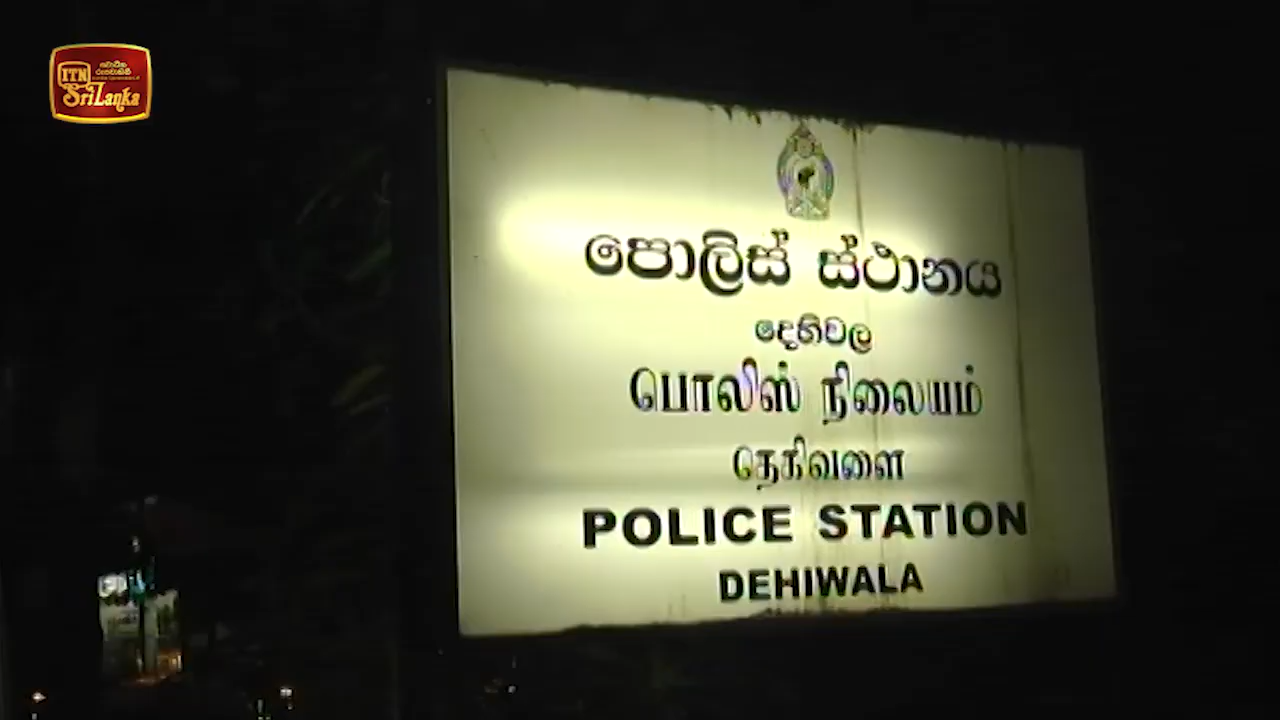 ITN
SriLanka
පොලිස් ස්ථානය
දෙහිවල
பொலிஸ் நிலையம்
தெகிவளை
POLICE STATION
DEHIWALA